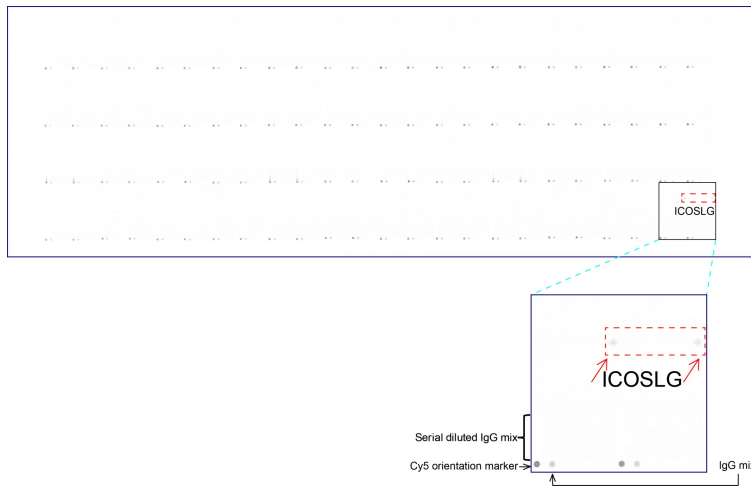 ICOSLG
ICOSLG
Serial diluted IgG mix
Cy5 orientation marker
IgG mi